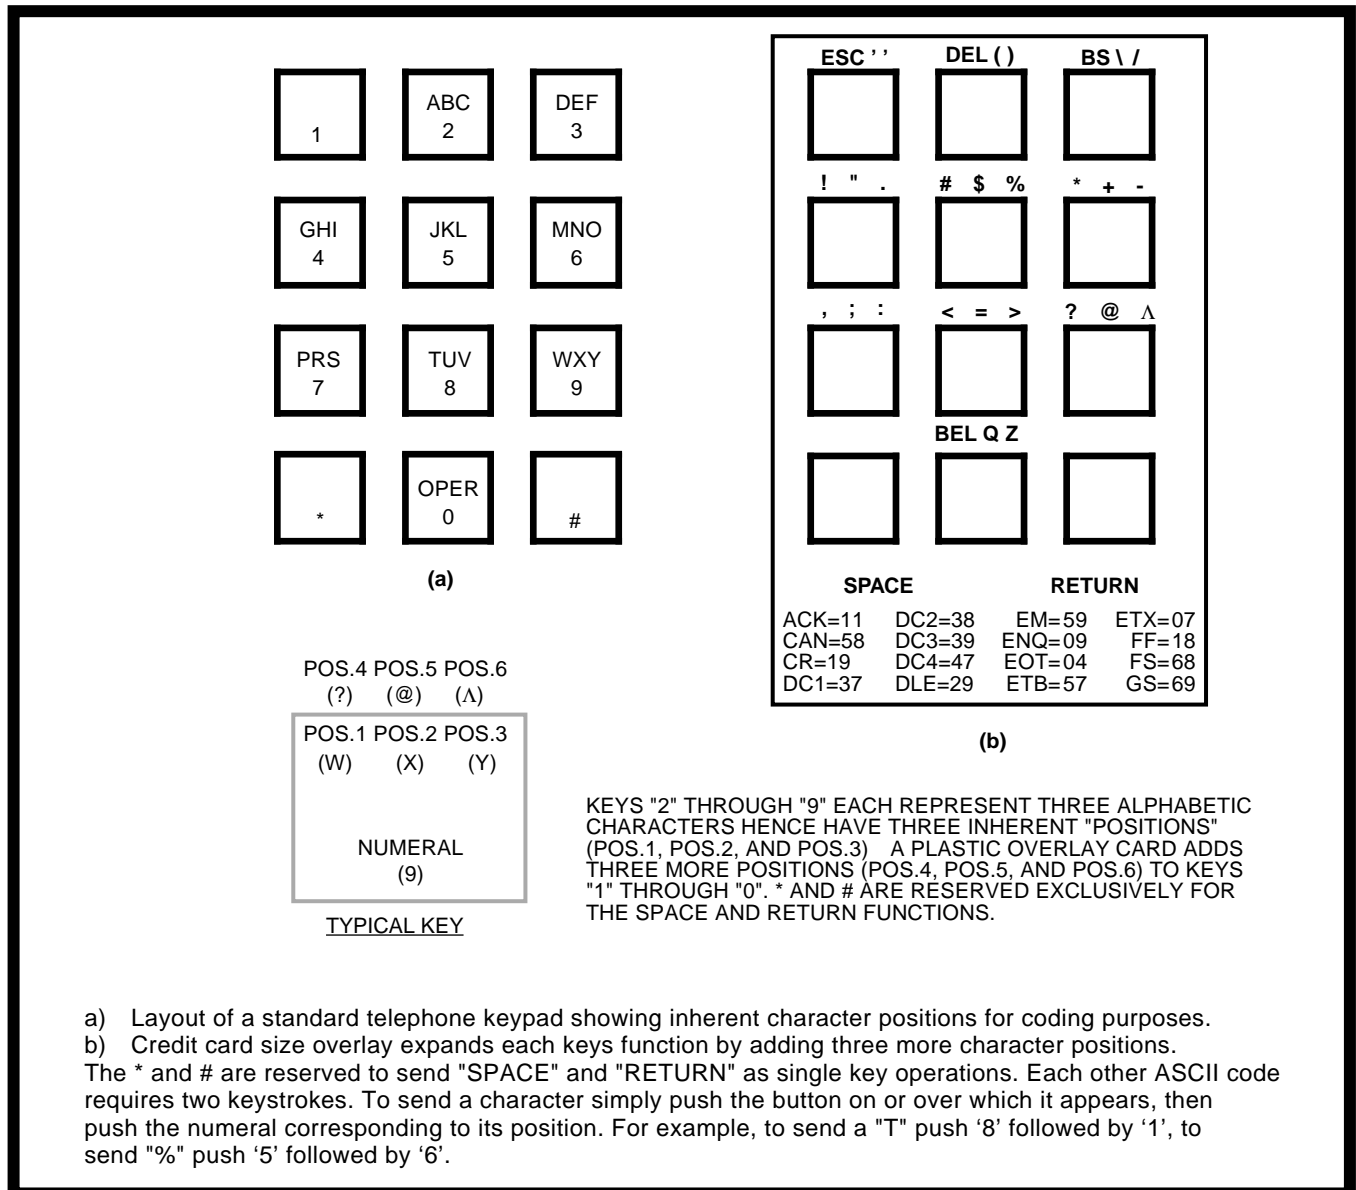 1
ABC
2
DEF
3
GHI
4
JKL
5
MNO
6
PRS
7
TUV
8
WXY
9
*
OPER
0
#
(a)
ESC ' '
DEL ( )
BS \ /
! " .
# $ %
* + -
, ; :
< = >
? @ Λ
BEL Q Z
SPACE
RETURN
ACK=11 DC2=38 EM=59 ETX=07
CAN=58 DC3=39 ENQ=09 FF=18
CR=19 DC4=47 EOT=04 FS=68
DC1=37 DLE=29 ETB=57 GS=69
(b)
POS.4 POS.5 POS.6
(?) (@) (Λ)
POS.1 POS.2 POS.3
(W) (X) (Y)
NUMERAL
(9)
TYPICAL KEY
KEYS "2" THROUGH "9" EACH REPRESENT THREE ALPHABETIC
CHARACTERS HENCE HAVE THREE INHERENT "POSITIONS"
(POS.1, POS.2, AND POS.3) A PLASTIC OVERLAY CARD ADDS
THREE MORE POSITIONS (POS.4, POS.5, AND POS.6) TO KEYS
"1" THROUGH "0". * AND # ARE RESERVED EXCLUSIVELY FOR
THE SPACE AND RETURN FUNCTIONS.
a) Layout of a standard telephone keypad showing inherent character positions for coding purposes.
b) Credit card size overlay expands each keys function by adding three more character positions.
The * and # are reserved to send "SPACE" and "RETURN" as single key operations. Each other ASCII code
requires two keystrokes. To send a character simply push the button on or over which it appears, then
push the numeral corresponding to its position. For example, to send a "T" push ‘8’ followed by ‘1’, to
send "%" push ‘5’ followed by ‘6’.